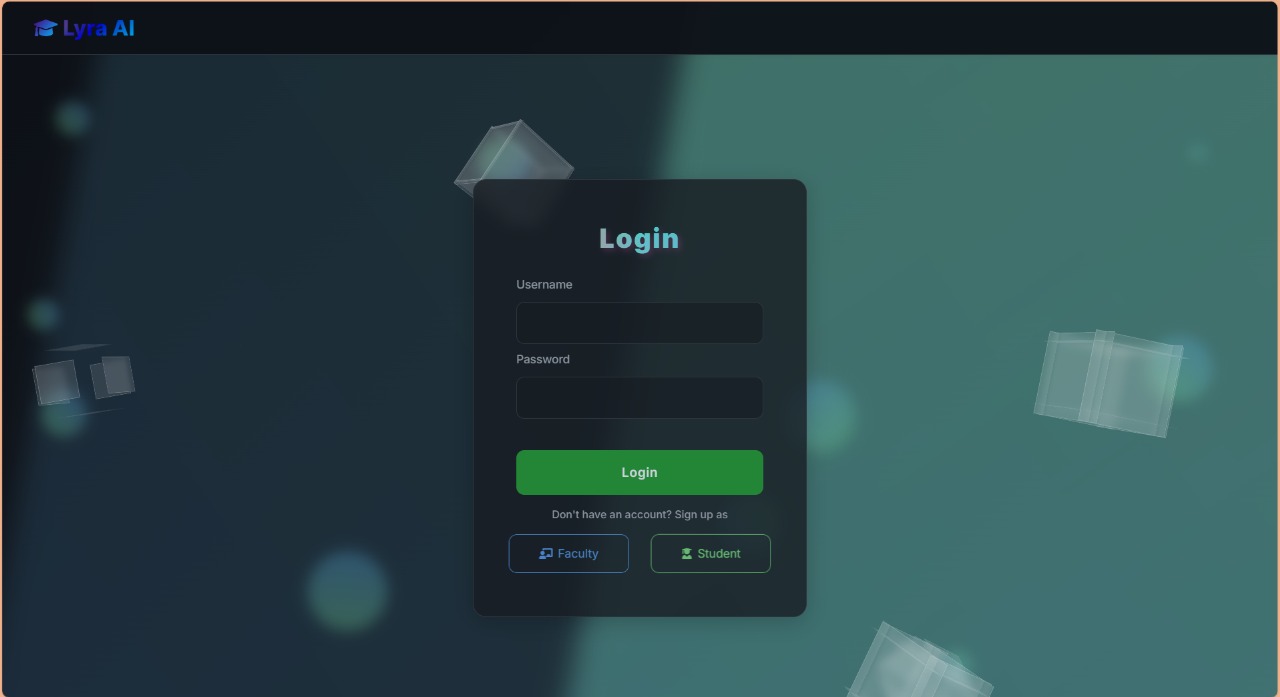 Lyra AI
Login
Username
Password
Login
Don't have an account? Sign up as
Faculty
Student